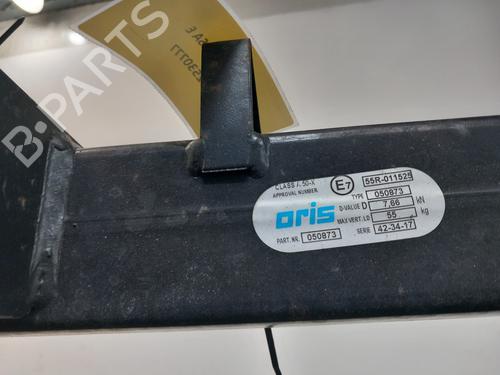 B-PARTS
CLASS A 50-X
APPROVAL NUMBER
E7
55R-011525
TYPE
050873
oris
D-VALUE D 7,66 kN
MAX VERT. LD 55 kg
PART. NR. 050873
SERIE 42-34-17